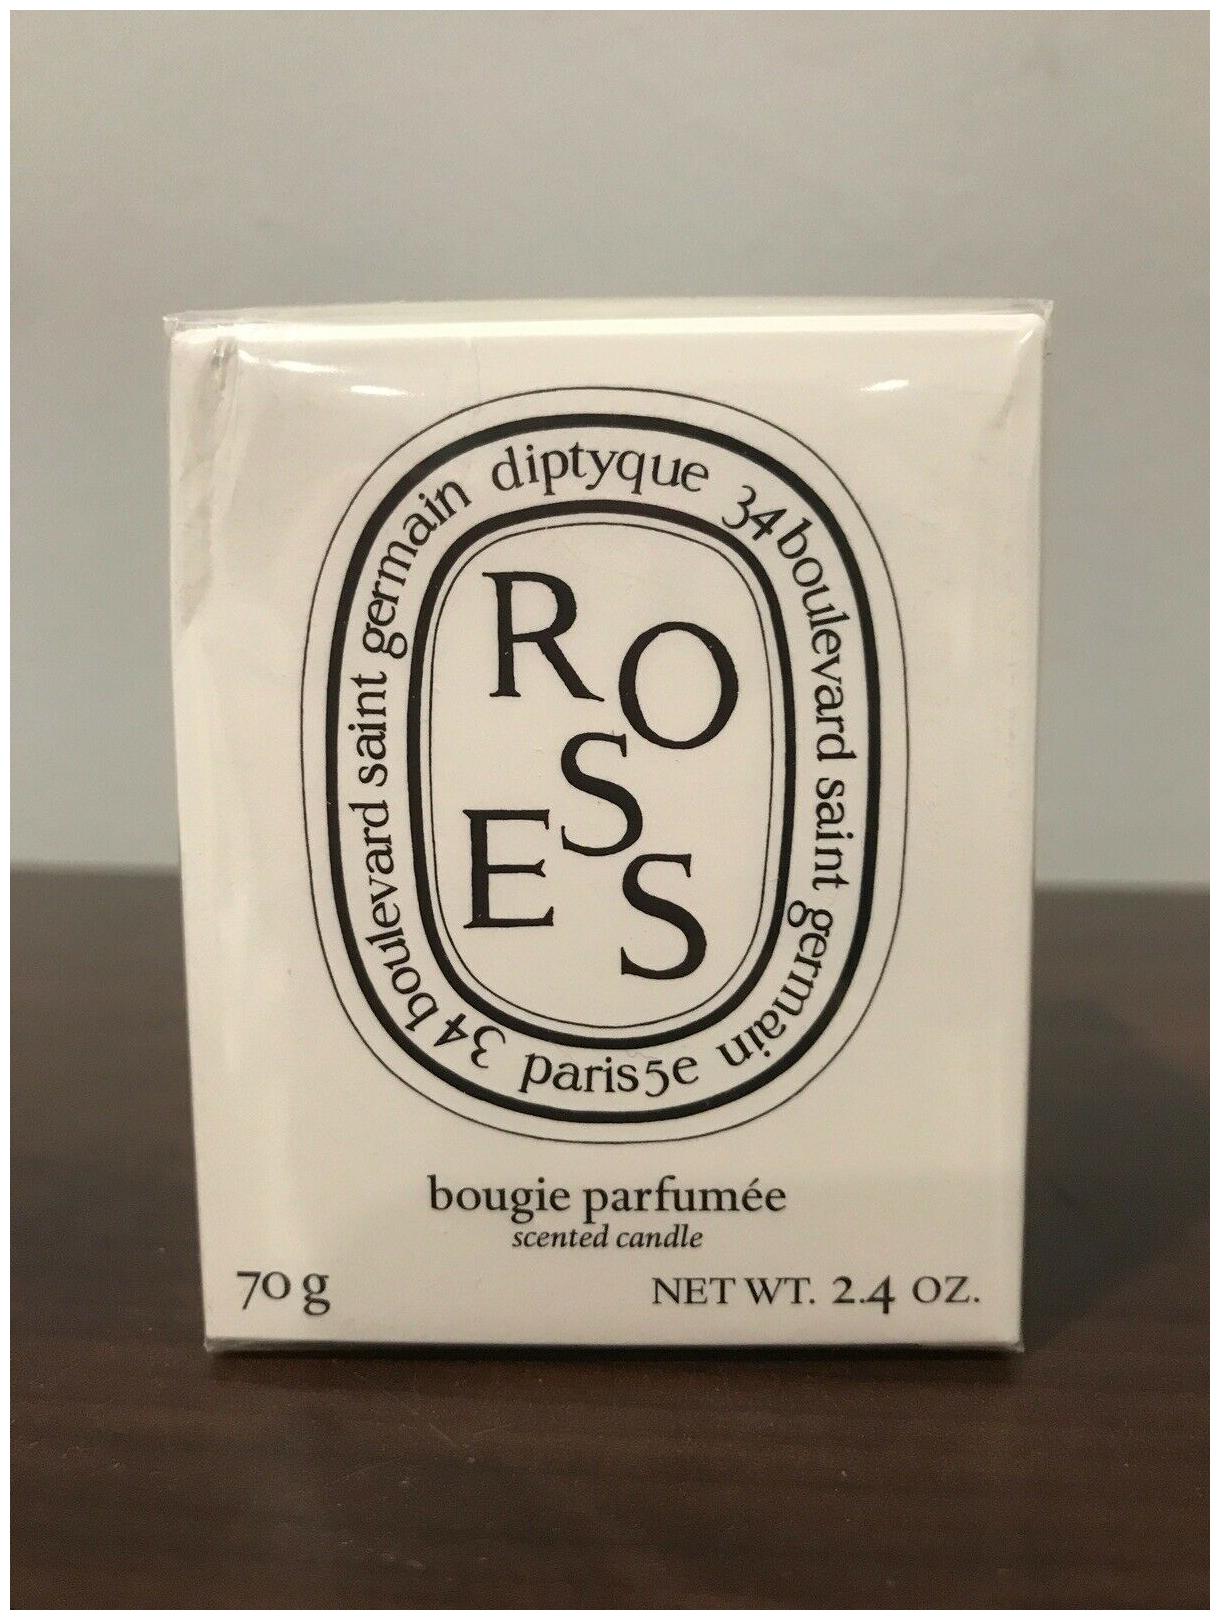 diptyque 34 boulevard saint germain paris 5e 34 boulevard saint germain
R
O
S
E
S
bougie parfumée
scented candle
70 g
NET WT. 2.4 OZ.